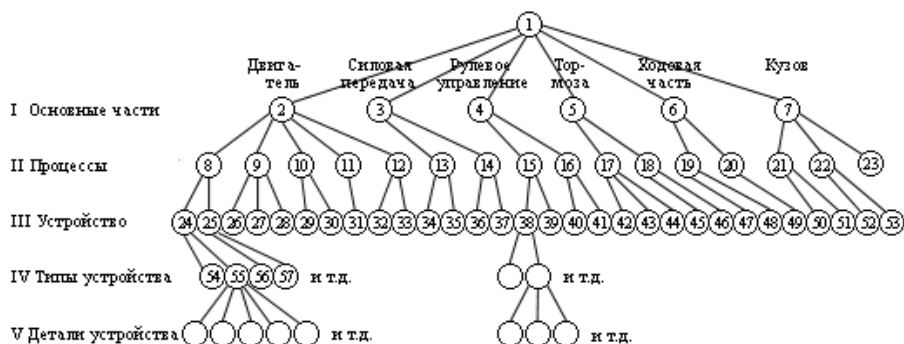 1
Двига- Силовая Рулевое Тор- Ходовая Кузов
тель передача управление моза часть
I Основные части 2 3 4 5 6 7
II Процессы 8 9 10 11 12 13 14 15 16 17 18 19 20 21 22 23
III Устройство 24 25 26 27 28 29 30 31 32 33 34 35 36 37 38 39 40 41 42 43 44 45 46 47 48 49 50 51 52 53
IV Типы устройства 54 55 56 57 и т.д. и т.д.
V Детали устройства и т.д. и т.д.